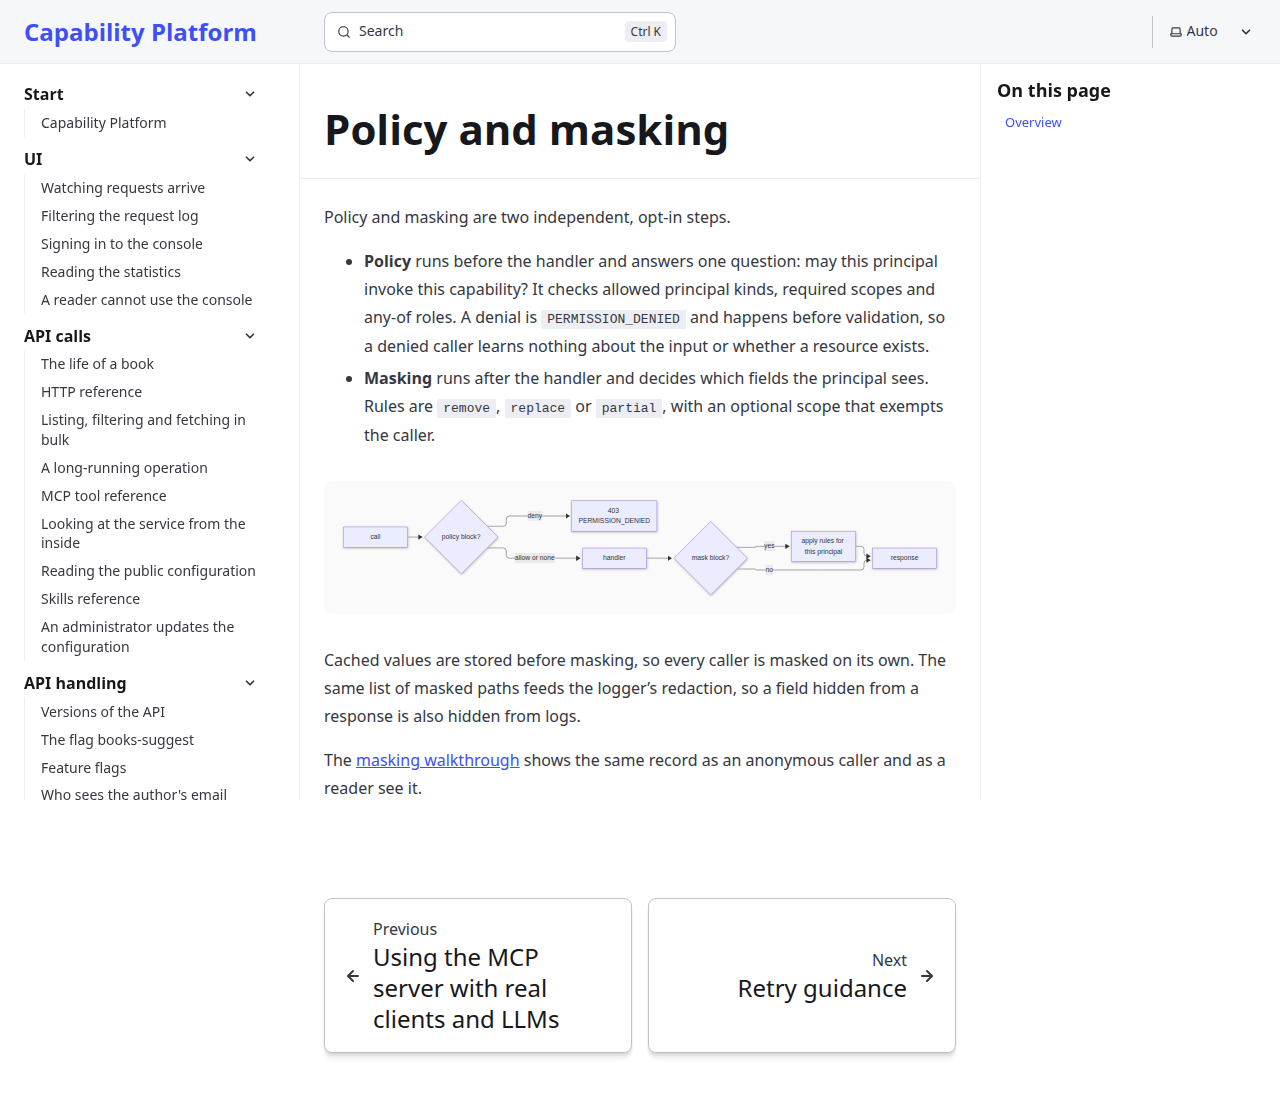 Capability Platform
Search
Ctrl K
Auto
Start
Capability Platform
UI
Watching requests arrive
Filtering the request log
Signing in to the console
Reading the statistics
A reader cannot use the console
API calls
The life of a book
HTTP reference
Listing, filtering and fetching in
bulk
A long-running operation
MCP tool reference
Looking at the service from the
inside
Reading the public configuration
Skills reference
An administrator updates the
configuration
API handling
Versions of the API
The flag books-suggest
Feature flags
Who sees the author's email
Policy and masking
Policy and masking are two independent, opt-in steps.
Policy runs before the handler and answers one question: may this principal
invoke this capability? It checks allowed principal kinds, required scopes and
any-of roles. A denial is PERMISSION_DENIED and happens before validation, so
a denied caller learns nothing about the input or whether a resource exists.
Masking runs after the handler and decides which fields the principal sees.
Rules are remove, replace or partial, with an optional scope that exempts
the caller.
call
policy block?
deny
403
PERMISSION_DENIED
allow or none
handler
mask block?
yes
apply rules for
this principal
no
response
Cached values are stored before masking, so every caller is masked on its own. The
same list of masked paths feeds the logger’s redaction, so a field hidden from a
response is also hidden from logs.
The masking walkthrough shows the same record as an anonymous caller and as a
reader see it.
Previous
Using the MCP
server with real
clients and LLMs
Next
Retry guidance
On this page
Overview